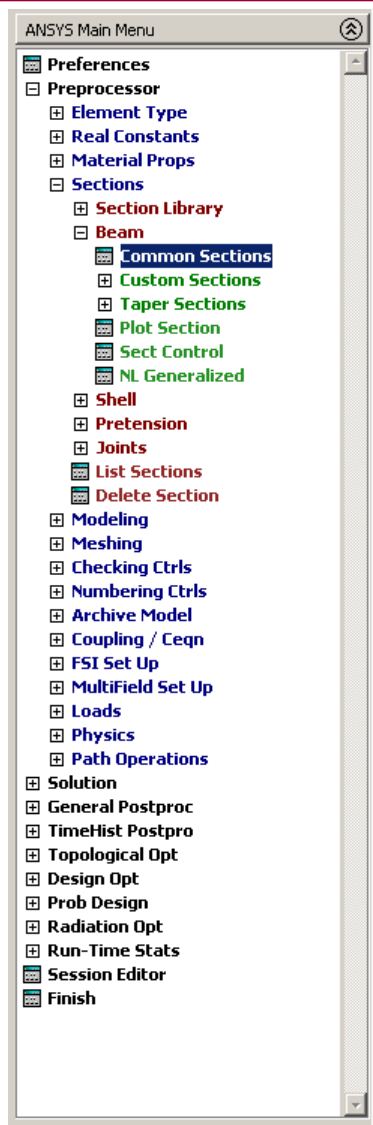 ANSYS Main Menu
Preferences
Preprocessor
Element Type
Real Constants
Material Props
Sections
Section Library
Beam
Common Sections
Custom Sections
Taper Sections
Plot Section
Sect Control
NL Generalized
Shell
Pretension
Joints
List Sections
Delete Section
Modeling
Meshing
Checking Ctrls
Numbering Ctrls
Archive Model
Coupling / Ceqn
FSI Set Up
MultiField Set Up
Loads
Physics
Path Operations
Solution
General Postproc
TimeHist Postpro
Topological Opt
Design Opt
Prob Design
Radiation Opt
Run-Time Stats
Session Editor
Finish